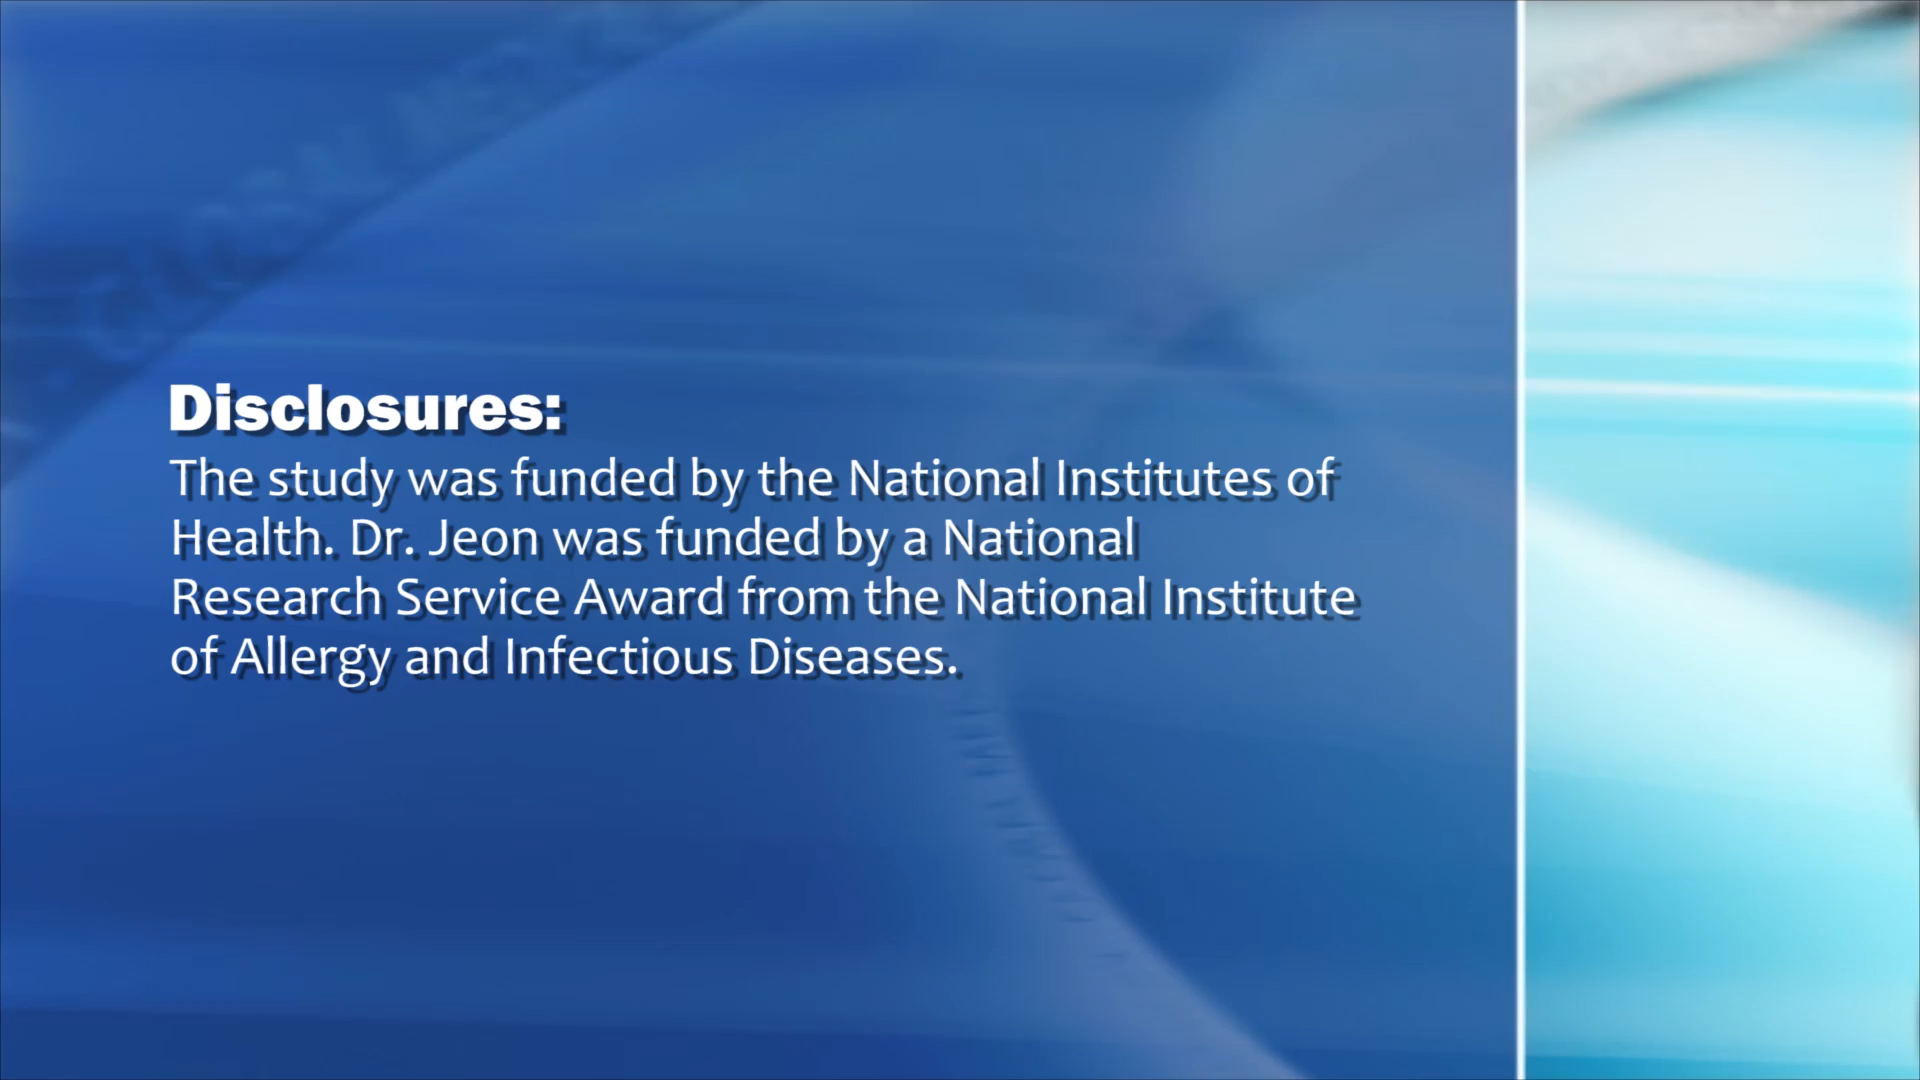 Disclosures:
The study was funded by the National Institutes of
Health. Dr. Jeon was funded by a National
Research Service Award from the National Institute
of Allergy and Infectious Diseases.